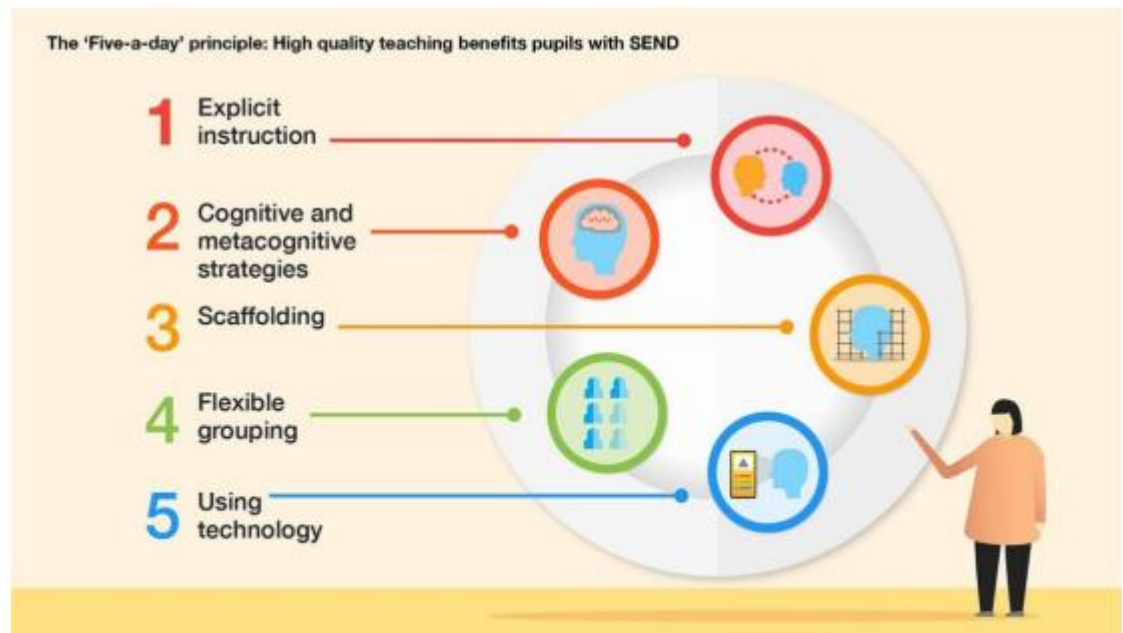 The ‘Five-a-day’ principle: High quality teaching benefits pupils with SEND
1 Explicit
instruction
2 Cognitive and
metacognitive
strategies
3 Scaffolding
4 Flexible
grouping
5 Using
technology